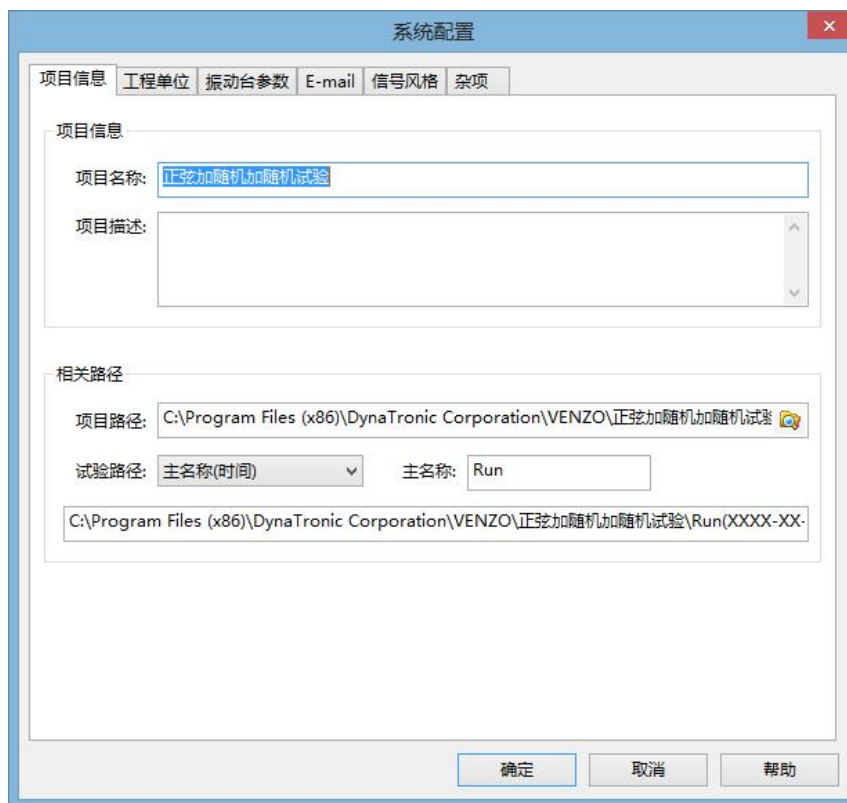 系统配置
项目信息 工程单位 振动台参数 E-mail 信号风格 杂项
项目信息
项目名称: 正弦加随机加随机试验
项目描述:
相关路径
项目路径: C:\Program Files (x86)\DynaTronic Corporation\VENZO\正弦加随机加随机试验
试验路径: 主名称(时间) 主名称: Run
C:\Program Files (x86)\DynaTronic Corporation\VENZO\正弦加随机加随机试验\Run(XXXX-XX-
确定 取消 帮助